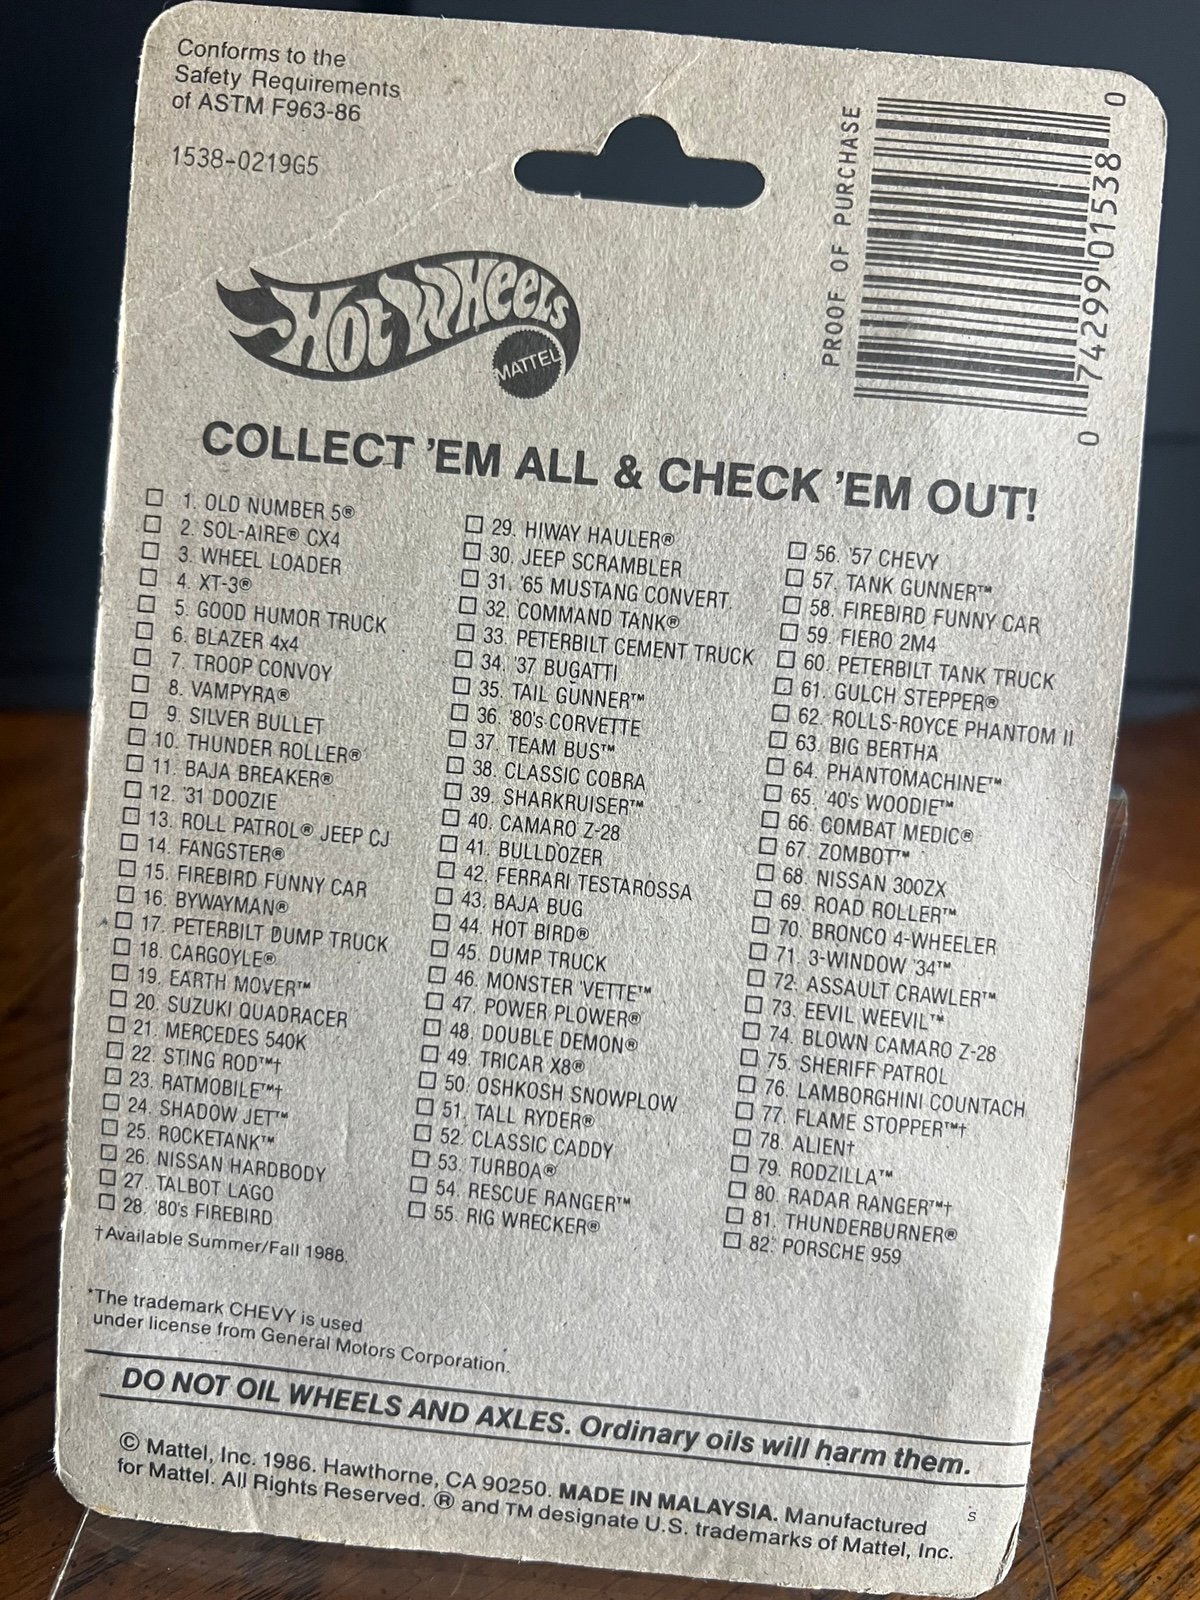 Conforms to the
Safety Requirements
of ASTM F963-86
1538-0219G5
PROOF OF PURCHASE
0 74299 01538 0
Hot Wheels
MATTEL
COLLECT 'EM ALL & CHECK 'EM OUT!
1. OLD NUMBER 5®
2. SOL-AIRE® CX4
3. WHEEL LOADER
4. XT-3®
5. GOOD HUMOR TRUCK
6. BLAZER 4x4
7. TROOP CONVOY
8. VAMPYRA®
9. SILVER BULLET
10. THUNDER ROLLER®
11. BAJA BREAKER®
12. '31 DOOZIE
13. ROLL PATROL® JEEP CJ
14. FANGSTER®
15. FIREBIRD FUNNY CAR
16. BYWAYMAN®
17. PETERBILT DUMP TRUCK
18. CARGOYLE®
19. EARTH MOVER™
20. SUZUKI QUADRACER
21. MERCEDES 540K
22. STING ROD™†
23. RATMOBILE™†
24. SHADOW JET™
25. ROCKETANK™
26. NISSAN HARDBODY
27. TALBOT LAGO
28. '80's FIREBIRD
†Available Summer/Fall 1988.
29. HIWAY HAULER®
30. JEEP SCRAMBLER
31. '65 MUSTANG CONVERT.
32. COMMAND TANK®
33. PETERBILT CEMENT TRUCK
34. '37 BUGATTI
35. TAIL GUNNER™
36. '80's CORVETTE
37. TEAM BUS™
38. CLASSIC COBRA
39. SHARKRUISER™
40. CAMARO Z-28
41. BULLDOZER
42. FERRARI TESTAROSSA
43. BAJA BUG
44. HOT BIRD®
45. DUMP TRUCK
46. MONSTER 'VETTE™
47. POWER PLOWER®
48. DOUBLE DEMON®
49. TRICAR X8®
50. OSHKOSH SNOWPLOW
51. TALL RYDER®
52. CLASSIC CADDY
53. TURBOA®
54. RESCUE RANGER™
55. RIG WRECKER®
56. '57 CHEVY
57. TANK GUNNER™
58. FIREBIRD FUNNY CAR
59. FIERO 2M4
60. PETERBILT TANK TRUCK
61. GULCH STEPPER®
62. ROLLS-ROYCE PHANTOM II
63. BIG BERTHA
64. PHANTOMACHINE™
65. '40's WOODIE™
66. COMBAT MEDIC®
67. ZOMBOT™
68. NISSAN 300ZX
69. ROAD ROLLER™
70. BRONCO 4-WHEELER
71. 3-WINDOW '34™
72. ASSAULT CRAWLER™
73. EEVIL WEEVIL™
74. BLOWN CAMARO Z-28
75. SHERIFF PATROL
76. LAMBORGHINI COUNTACH
77. FLAME STOPPER™†
78. ALIEN†
79. RODZILLA™
80. RADAR RANGER™†
81. THUNDERBURNER®
82. PORSCHE 959
*The trademark CHEVY is used
under license from General Motors Corporation.
DO NOT OIL WHEELS AND AXLES. Ordinary oils will harm them.
© Mattel, Inc. 1986. Hawthorne, CA 90250. MADE IN MALAYSIA. Manufactured
for Mattel. All Rights Reserved. ® and TM designate U.S. trademarks of Mattel, Inc.
S